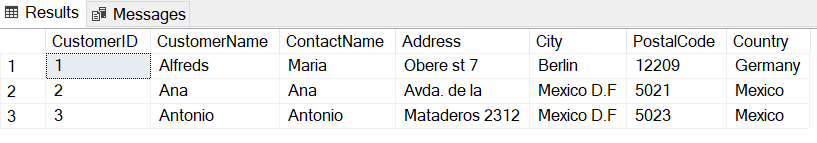 Results Messages
CustomerID CustomerName ContactName Address City PostalCode Country
1 1 Alfreds Maria Obere st 7 Berlin 12209 Germany
2 2 Ana Ana Avda. de la Mexico D.F 5021 Mexico
3 3 Antonio Antonio Mataderos 2312 Mexico D.F 5023 Mexico